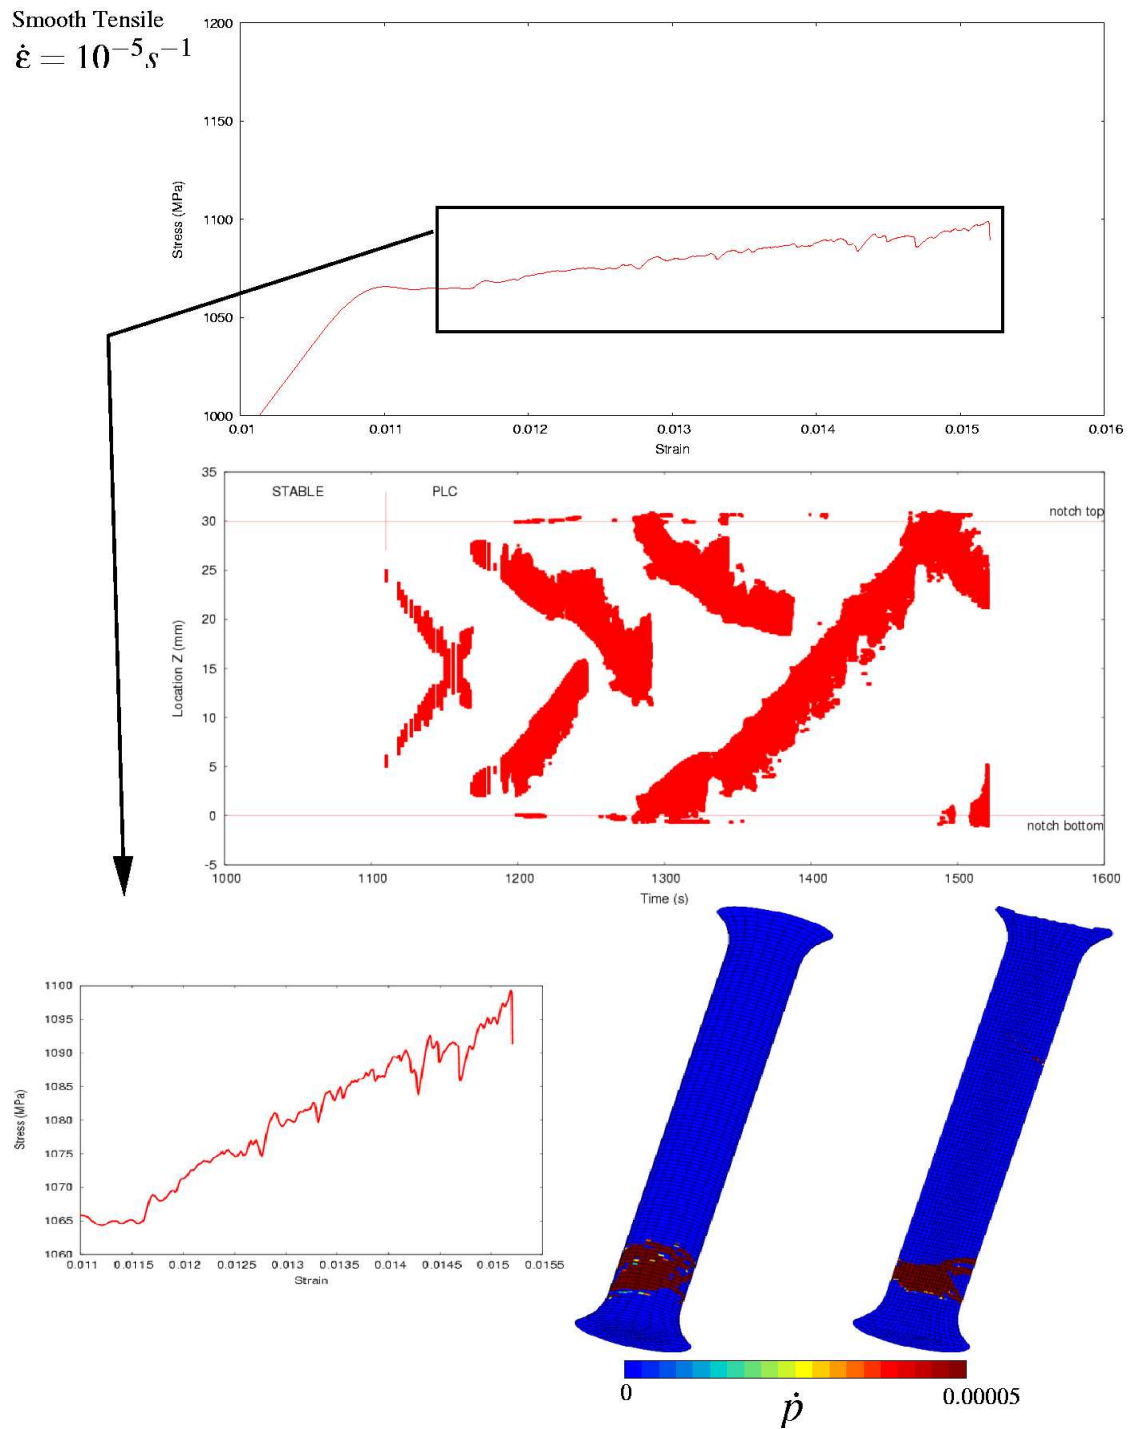 Smooth Tensile
ε̇ = 10⁻⁵s⁻¹
1200
1150
1100
1050
1000
Stress (MPa)
0.01 0.011 0.012 0.013 0.014 0.015 0.016
Strain
35
30
25
20
15
10
5
0
-5
Location Z (mm)
STABLE PLC
notch top
notch bottom
1000 1100 1200 1300 1400 1500 1600
Time (s)
1100
1095
1090
1085
1080
1075
1070
1065
1060
Stress (MPa)
0.011 0.0115 0.012 0.0125 0.013 0.0135 0.014 0.0145 0.015 0.0155
Strain
0 0.00005
ṗ